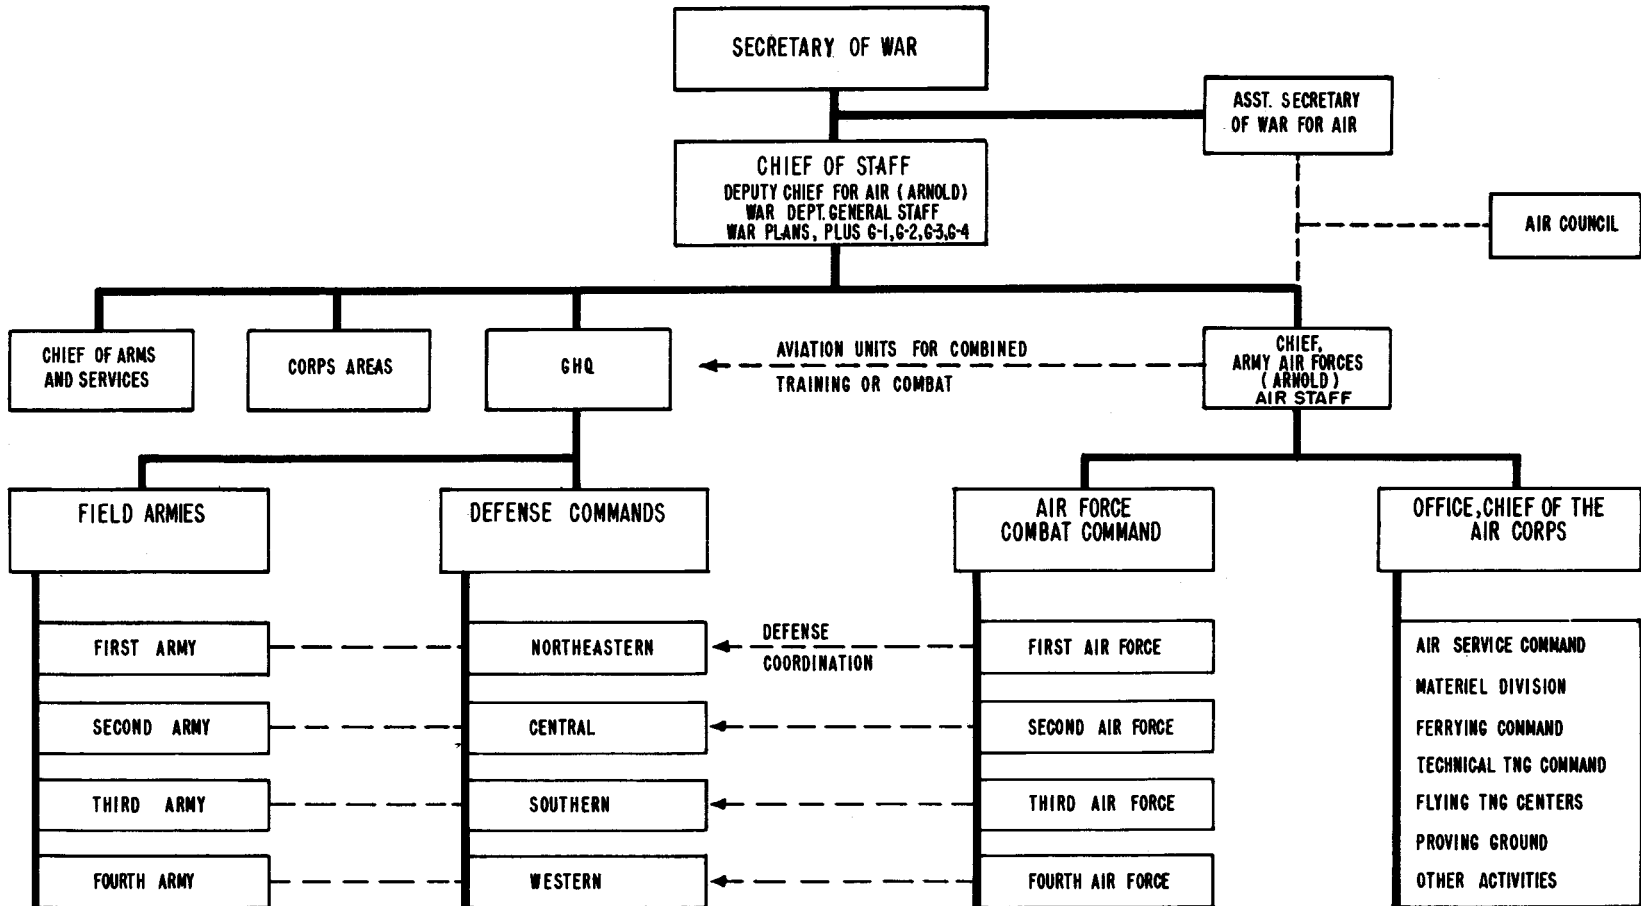 SECRETARY OF WAR
ASST. SECRETARY
OF WAR FOR AIR
CHIEF OF STAFF
DEPUTY CHIEF FOR AIR (ARNOLD)
WAR DEPT. GENERAL STAFF
WAR PLANS, PLUS G-1,G-2,G-3,G-4
AIR COUNCIL
CHIEF OF ARMS
AND SERVICES
CORPS AREAS
GHQ
AVIATION UNITS FOR COMBINED
TRAINING OR COMBAT
CHIEF,
ARMY AIR FORCES
(ARNOLD)
AIR STAFF
FIELD ARMIES
DEFENSE COMMANDS
AIR FORCE
COMBAT COMMAND
OFFICE, CHIEF OF THE
AIR CORPS
FIRST ARMY
NORTHEASTERN
DEFENSE
COORDINATION
FIRST AIR FORCE
AIR SERVICE COMMAND
MATERIEL DIVISION
SECOND ARMY
CENTRAL
SECOND AIR FORCE
FERRYING COMMAND
TECHNICAL TNG COMMAND
THIRD ARMY
SOUTHERN
THIRD AIR FORCE
FLYING TNG CENTERS
PROVING GROUND
FOURTH ARMY
WESTERN
FOURTH AIR FORCE
OTHER ACTIVITIES